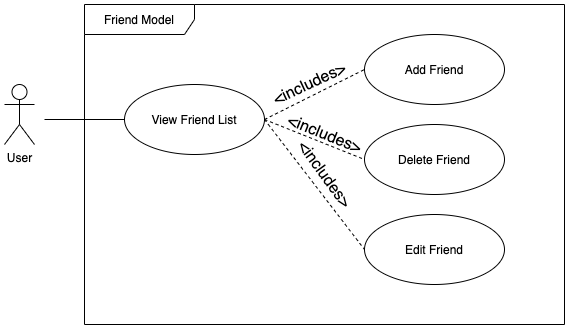 Friend Model
User
View Friend List
<includes>
Add Friend
<includes>
Delete Friend
<includes>
Edit Friend